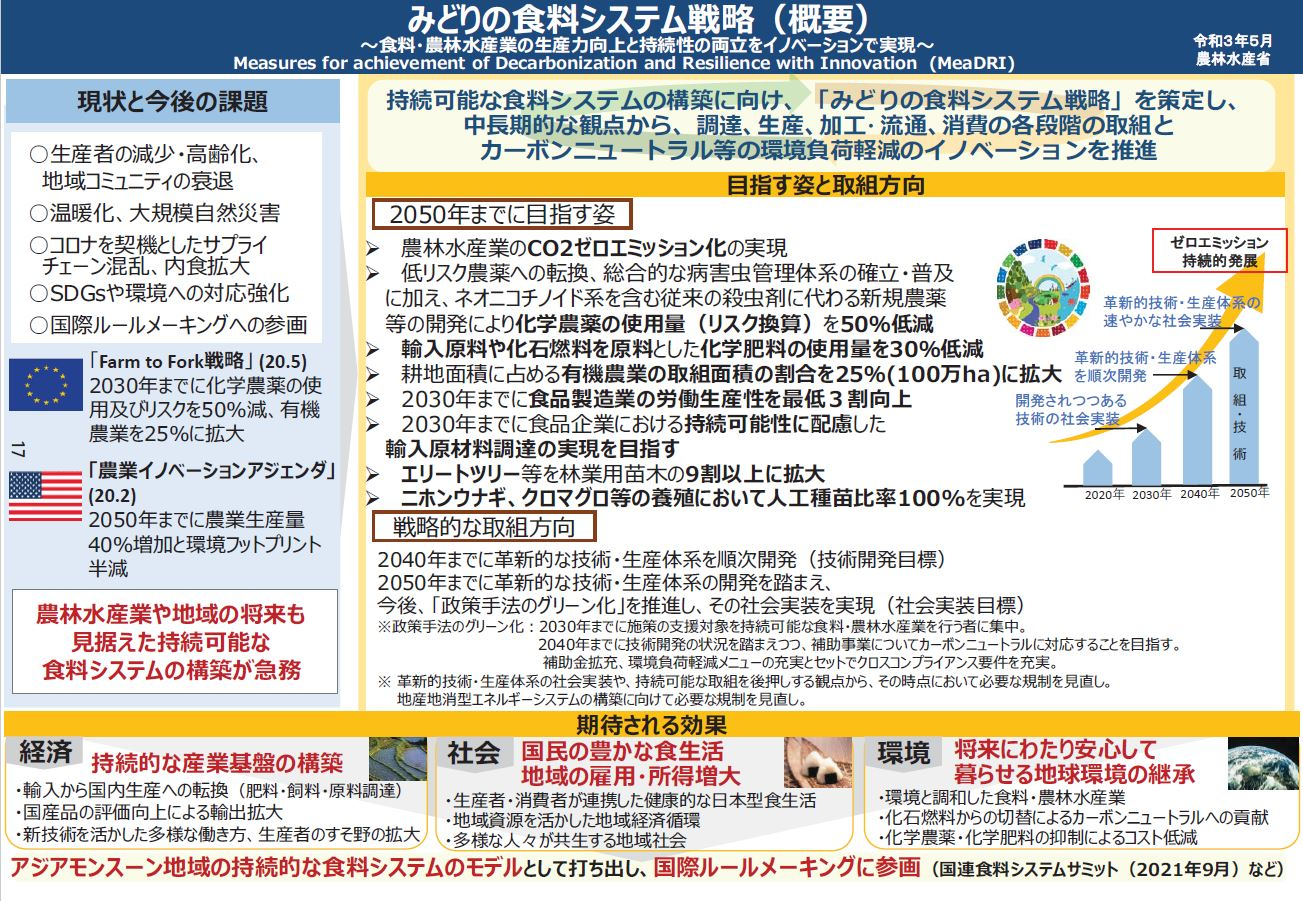 みどりの食料システム戦略（概要）
～食料・農林水産業の生産力向上と持続性の両立をイノベーションで実現～
Measures for achievement of Decarbonization and Resilience with Innovation (MeaDRI)
令和３年５月
農林水産省
現状と今後の課題
○生産者の減少・高齢化、
地域コミュニティの衰退
○温暖化、大規模自然災害
○コロナを契機としたサプライ
チェーン混乱、内食拡大
○SDGsや環境への対応強化
○国際ルールメーキングへの参画
「Farm to Fork戦略」(20.5)
2030年までに化学農薬の使
用及びリスクを50%減、有機
農業を25%に拡大
17
「農業イノベーションアジェンダ」
(20.2)
2050年までに農業生産量
40%増加と環境フットプリント
半減
農林水産業や地域の将来も
見据えた持続可能な
食料システムの構築が急務
持続可能な食料システムの構築に向け、「みどりの食料システム戦略」を策定し、
中長期的な観点から、調達、生産、加工・流通、消費の各段階の取組と
カーボンニュートラル等の環境負荷軽減のイノベーションを推進
目指す姿と取組方向
2050年までに目指す姿
➢ 農林水産業のCO2ゼロエミッション化の実現
➢ 低リスク農薬への転換、総合的な病害虫管理体系の確立・普及
に加え、ネオニコチノイド系を含む従来の殺虫剤に代わる新規農薬
等の開発により化学農薬の使用量（リスク換算）を50%低減
➢ 輸入原料や化石燃料を原料とした化学肥料の使用量を30%低減
➢ 耕地面積に占める有機農業の取組面積の割合を25%(100万ha)に拡大
➢ 2030年までに食品製造業の労働生産性を最低３割向上
➢ 2030年までに食品企業における持続可能性に配慮した
輸入原材料調達の実現を目指す
➢ エリートツリー等を林業用苗木の9割以上に拡大
➢ ニホンウナギ、クロマグロ等の養殖において人工種苗比率100%を実現
ゼロエミッション
持続的発展
革新的技術・生産体系の
速やかな社会実装
革新的技術・生産体系
を順次開発
開発されつつある
技術の社会実装
取組・技術
2020年 2030年 2040年 2050年
戦略的な取組方向
2040年までに革新的な技術・生産体系を順次開発（技術開発目標）
2050年までに革新的な技術・生産体系の開発を踏まえ、
今後、「政策手法のグリーン化」を推進し、その社会実装を実現（社会実装目標）
※政策手法のグリーン化：2030年までに施策の支援対象を持続可能な食料・農林水産業を行う者に集中。
2040年までに技術開発の状況を踏まえつつ、補助事業についてカーボンニュートラルに対応することを目指す。
補助金拡充、環境負荷軽減メニューの充実とセットでクロスコンプライアンス要件を充実。
※ 革新的技術・生産体系の社会実装や、持続可能な取組を後押しする観点から、その時点において必要な規制を見直し。
地産地消型エネルギーシステムの構築に向けて必要な規制を見直し。
期待される効果
経済
持続的な産業基盤の構築
・輸入から国内生産への転換（肥料・飼料・原料調達）
・国産品の評価向上による輸出拡大
・新技術を活かした多様な働き方、生産者のすそ野の拡大
社会
国民の豊かな食生活
地域の雇用・所得増大
・生産者・消費者が連携した健康的な日本型食生活
・地域資源を活かした地域経済循環
・多様な人々が共生する地域社会
環境
将来にわたり安心して
暮らせる地球環境の継承
・環境と調和した食料・農林水産業
・化石燃料からの切替によるカーボンニュートラルへの貢献
・化学農薬・化学肥料の抑制によるコスト低減
アジアモンスーン地域の持続的な食料システムのモデルとして打ち出し、国際ルールメーキングに参画（国連食料システムサミット（2021年9月）など）